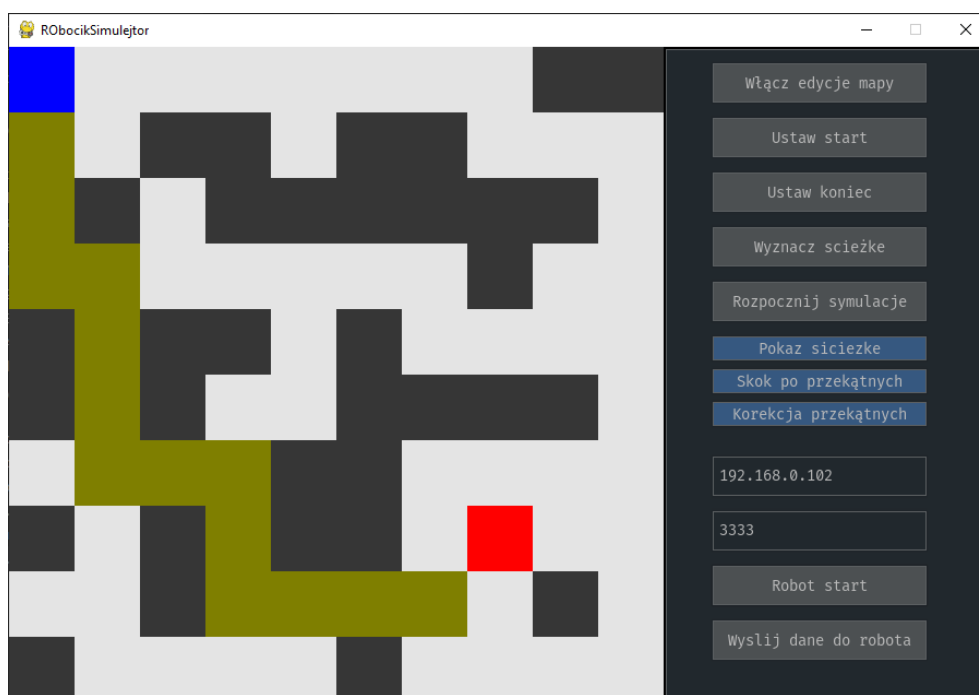 RObocikSimulejtor
Włącz edycje mapy
Ustaw start
Ustaw koniec
Wyznacz scieżke
Rozpocznij symulacje
Pokaz siciezke
Skok po przekątnych
Korekcja przekątnych
192.168.0.102
3333
Robot start
Wyslij dane do robota